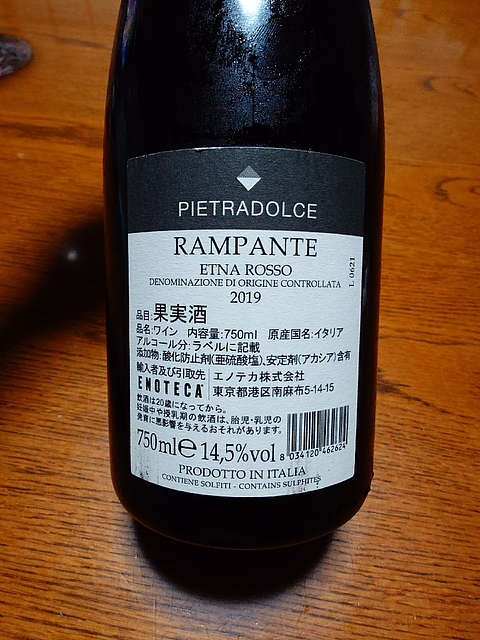 PIETRADOLCE
RAMPANTE
ETNA ROSSO
DENOMINAZIONE DI ORIGINE CONTROLLATA
2019
L 0621
品目:果実酒
品名:ワイン 内容量:750ml 原産国名:イタリア
アルコール分:ラベルに記載
添加物:酸化防止剤(亜硫酸塩)、安定剤(アカシア)含有
輸入者及び引取先 エノテカ株式会社
ENOTECA 東京都港区南麻布5-14-15
飲酒は20歳になってから。
妊娠中や授乳期の飲酒は、胎児・乳児の
発育に悪影響を与えるおそれがあります。
750ml e 14,5%vol
8 034120 462624
PRODOTTO IN ITALIA
CONTIENE SOLFITI - CONTAINS SULPHITES